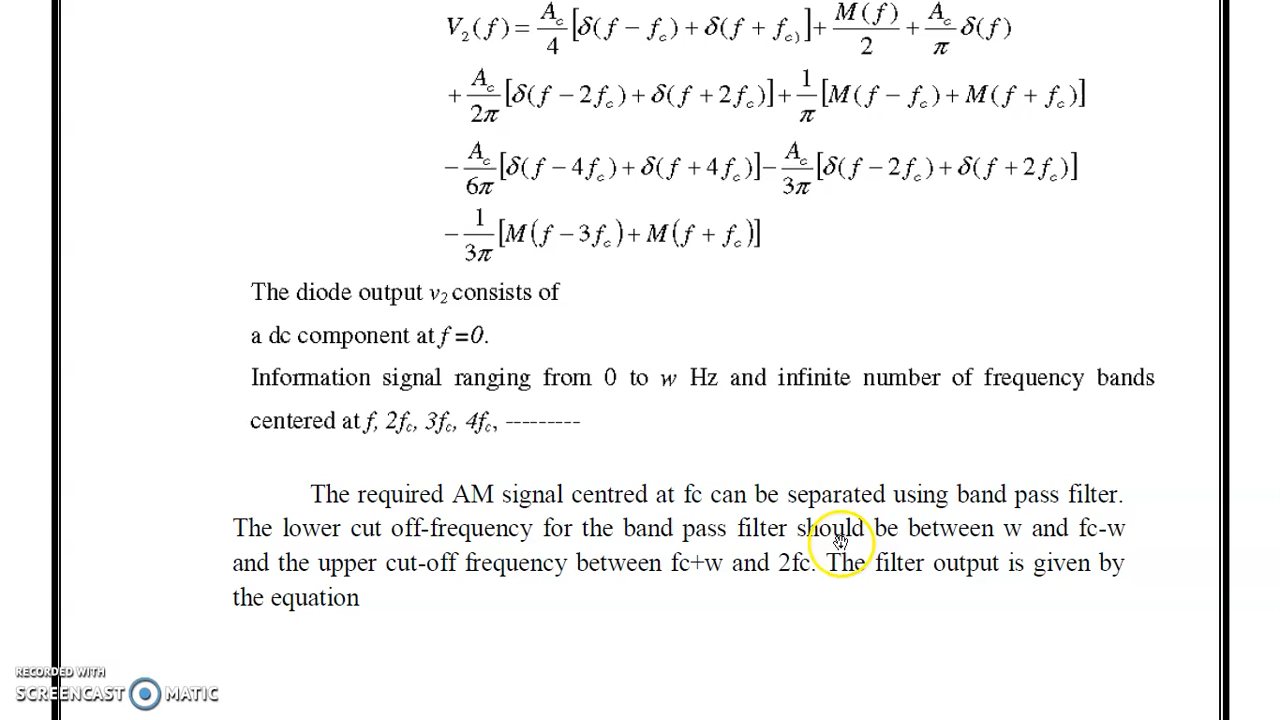 V₂(f) = A_c/4 [δ(f − f_c) + δ(f + f_c)] + M(f)/2 + A_c/π δ(f)
+ A_c/2π [δ(f − 2f_c) + δ(f + 2f_c)] + 1/π [M(f − f_c) + M(f + f_c)]
− A_c/6π [δ(f − 4f_c) + δ(f + 4f_c)] − A_c/3π [δ(f − 2f_c) + δ(f + 2f_c)]
− 1/3π [M(f − 3f_c) + M(f + f_c)]
The diode output v₂ consists of
a dc component at f =0.
Information signal ranging from 0 to w Hz and infinite number of frequency bands
centered at f, 2f_c, 3f_c, 4f_c, ---------
The required AM signal centred at fc can be separated using band pass filter.
The lower cut off-frequency for the band pass filter should be between w and fc-w
and the upper cut-off frequency between fc+w and 2fc. The filter output is given by
the equation
RECORDED WITH
SCREENCAST MATIC